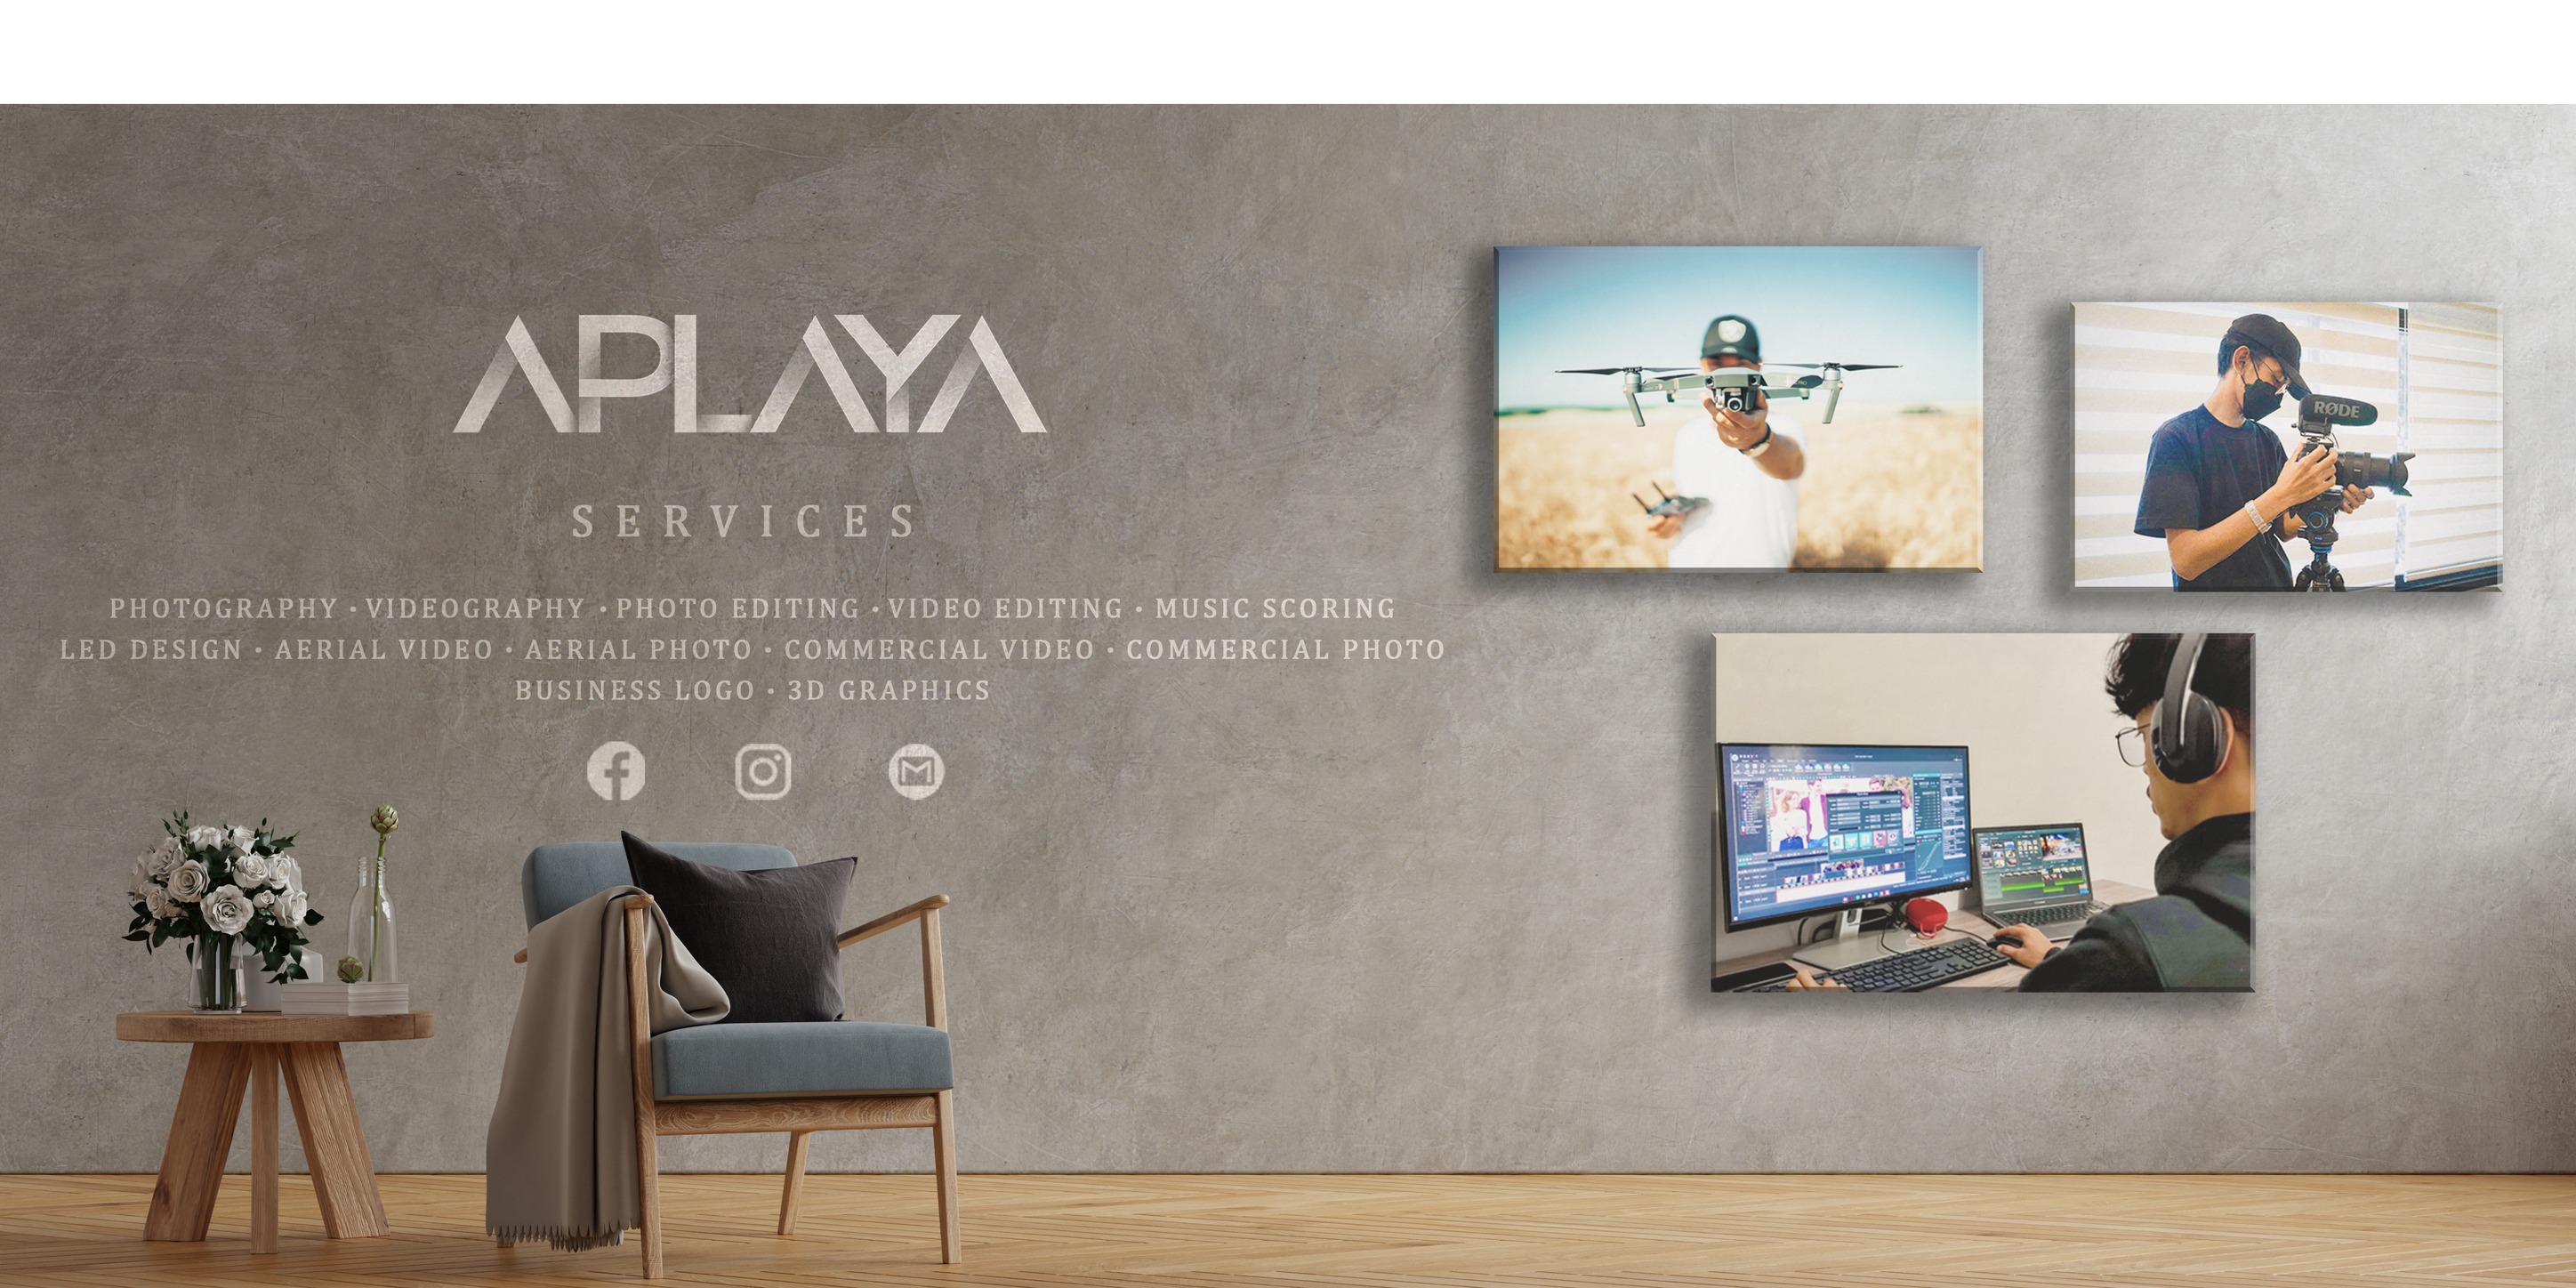 APLAYA
SERVICES
PHOTOGRAPHY • VIDEOGRAPHY • PHOTO EDITING • VIDEO EDITING • MUSIC SCORING
LED DESIGN • AERIAL VIDEO • AERIAL PHOTO • COMMERCIAL VIDEO • COMMERCIAL PHOTO
BUSINESS LOGO • 3D GRAPHICS
RØDE